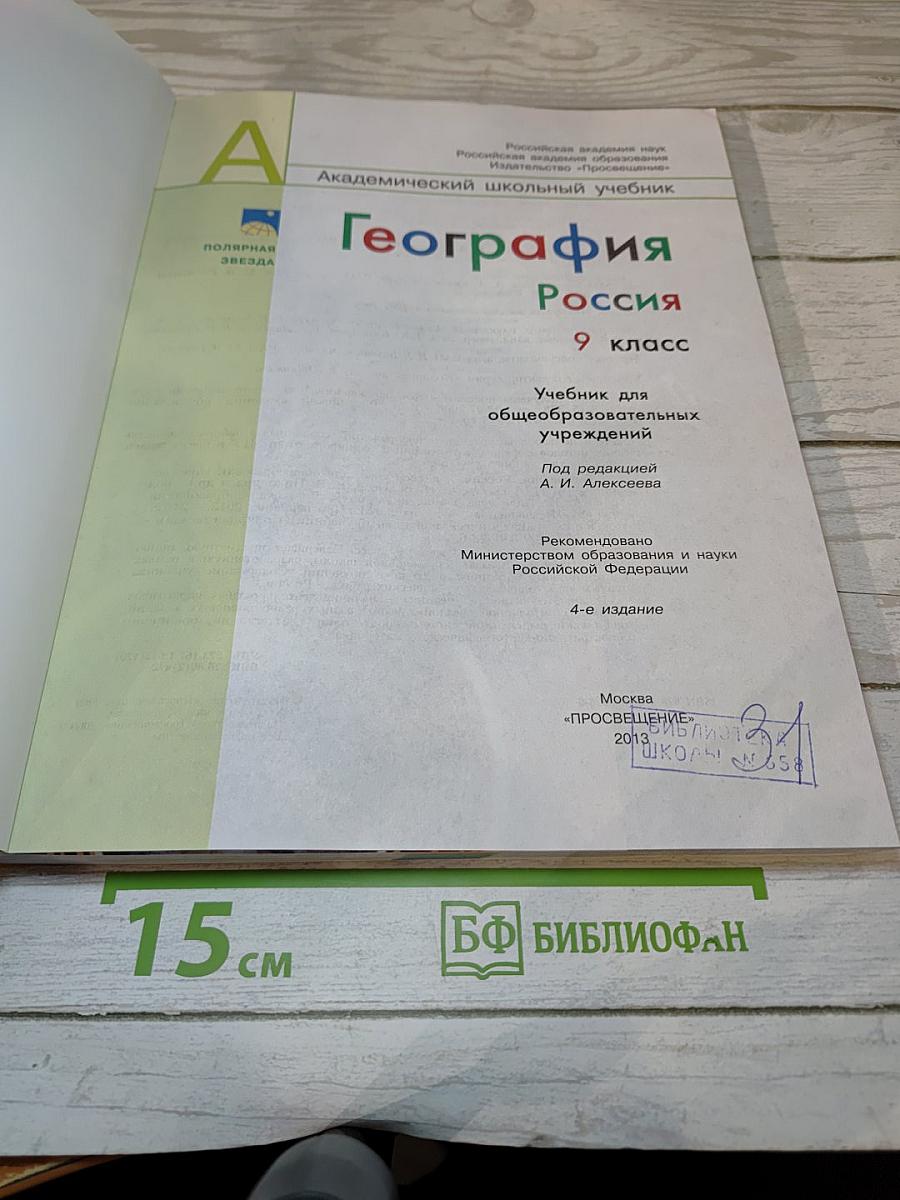 А
Российская академия наук
Российская академия образования
Издательство «Просвещение»
Академический школьный учебник
ПОЛЯРНАЯ
ЗВЕЗДА
География
Россия
9 класс
Учебник для
общеобразовательных
учреждений
Под редакцией
А. И. Алексеева
Рекомендовано
Министерством образования и науки
Российской Федерации
4-е издание
Москва
«ПРОСВЕЩЕНИЕ»
2013
31
БИБЛИОТЕКА
ШКОЛЫ №658
15 см
БФ БИБЛИОФАН